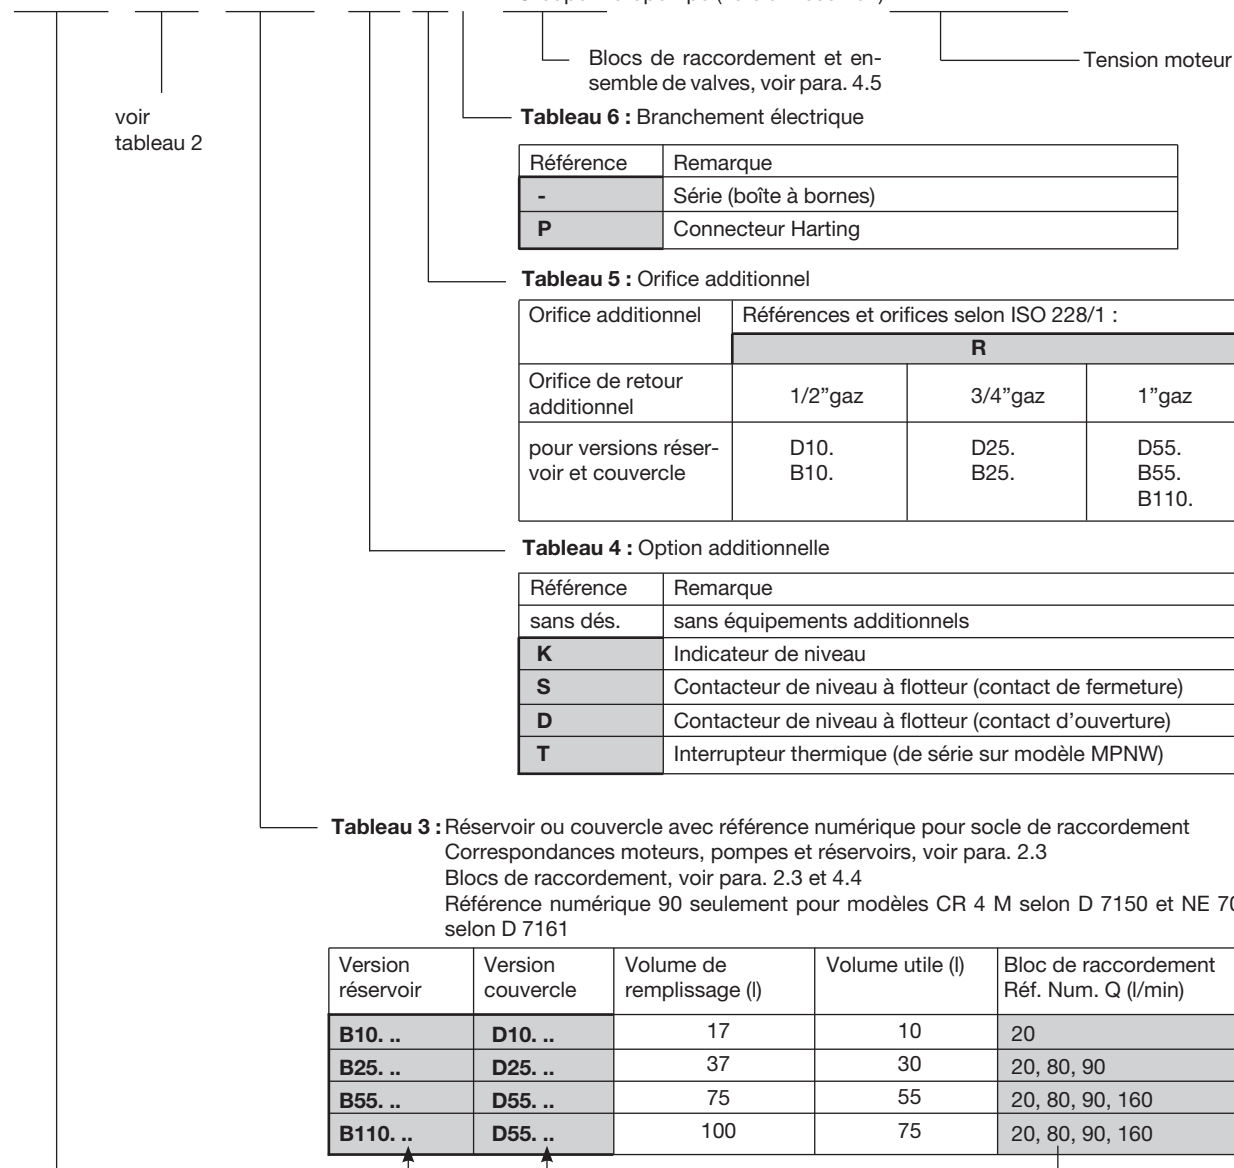 Blocs de raccordement et en-
semble de valves, voir para. 4.5
Tension moteur
voir
tableau 2
Tableau 6 : Branchement électrique
Référence Remarque
- Série (boîte à bornes)
P Connecteur Harting
Tableau 5 : Orifice additionnel
Orifice additionnel Références et orifices selon ISO 228/1 :
R
Orifice de retour
additionnel 1/2”gaz 3/4”gaz 1”gaz
pour versions réser- D10. D25. D55.
voir et couvercle B10. B25. B55.
B110.
Tableau 4 : Option additionnelle
Référence Remarque
sans dés. sans équipements additionnels
K Indicateur de niveau
S Contacteur de niveau à flotteur (contact de fermeture)
D Contacteur de niveau à flotteur (contact d’ouverture)
T Interrupteur thermique (de série sur modèle MPNW)
Tableau 3 : Réservoir ou couvercle avec référence numérique pour socle de raccordement
Correspondances moteurs, pompes et réservoirs, voir para. 2.3
Blocs de raccordement, voir para. 2.3 et 4.4
Référence numérique 90 seulement pour modèles CR 4 M selon D 7150 et NE 70
selon D 7161
Version Version Volume de Volume utile (l) Bloc de raccordement
réservoir couvercle remplissage (l) Réf. Num. Q (l/min)
B10. .. D10. .. 17 10 20
B25. .. D25. .. 37 30 20, 80, 90
B55. .. D55. .. 75 55 20, 80, 90, 160
B110. .. D55. .. 100 75 20, 80, 90, 160